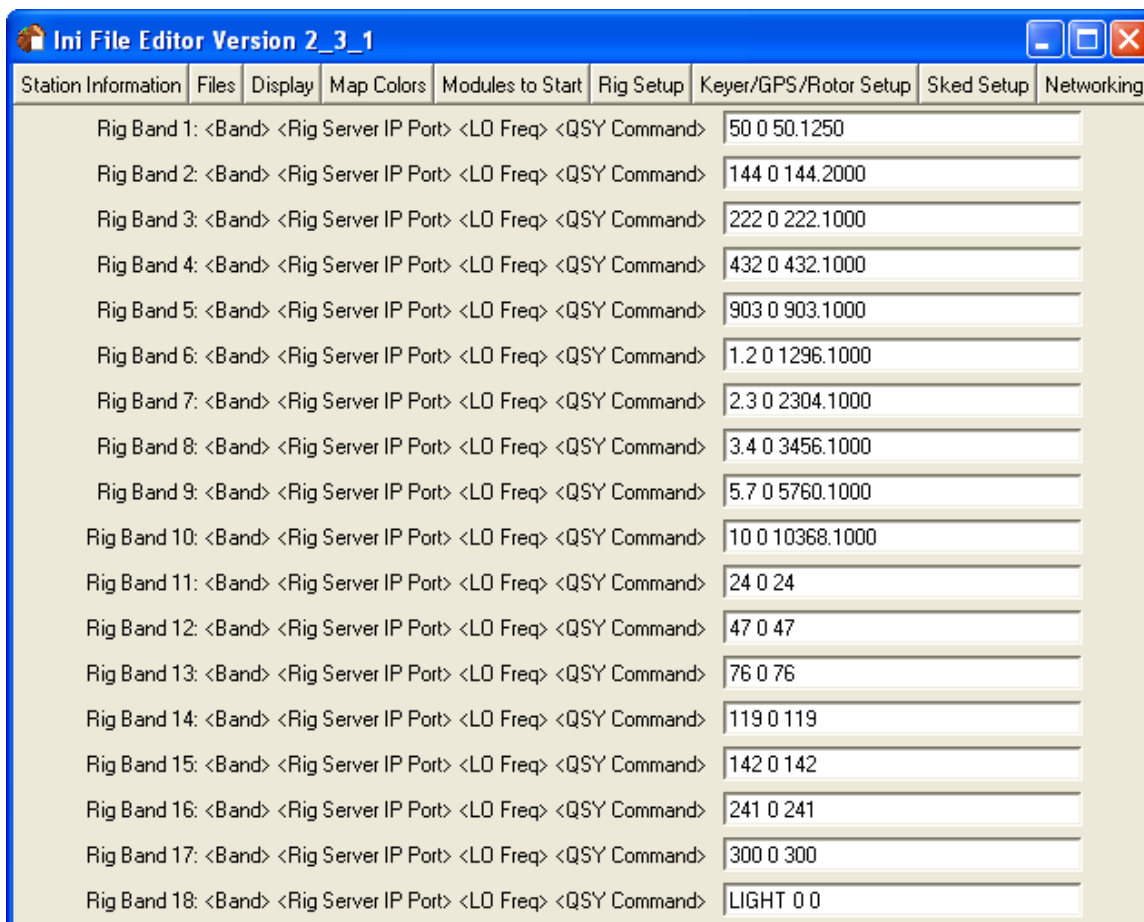 Ini File Editor Version 2_3_1
Station Information Files Display Map Colors Modules to Start Rig Setup Keyer/GPS/Rotor Setup Sked Setup Networking
Rig Band 1: <Band> <Rig Server IP Port> <LO Freq> <QSY Command> 50 0 50.1250
Rig Band 2: <Band> <Rig Server IP Port> <LO Freq> <QSY Command> 144 0 144.2000
Rig Band 3: <Band> <Rig Server IP Port> <LO Freq> <QSY Command> 222 0 222.1000
Rig Band 4: <Band> <Rig Server IP Port> <LO Freq> <QSY Command> 432 0 432.1000
Rig Band 5: <Band> <Rig Server IP Port> <LO Freq> <QSY Command> 903 0 903.1000
Rig Band 6: <Band> <Rig Server IP Port> <LO Freq> <QSY Command> 1.2 0 1296.1000
Rig Band 7: <Band> <Rig Server IP Port> <LO Freq> <QSY Command> 2.3 0 2304.1000
Rig Band 8: <Band> <Rig Server IP Port> <LO Freq> <QSY Command> 3.4 0 3456.1000
Rig Band 9: <Band> <Rig Server IP Port> <LO Freq> <QSY Command> 5.7 0 5760.1000
Rig Band 10: <Band> <Rig Server IP Port> <LO Freq> <QSY Command> 10 0 10368.1000
Rig Band 11: <Band> <Rig Server IP Port> <LO Freq> <QSY Command> 24 0 24
Rig Band 12: <Band> <Rig Server IP Port> <LO Freq> <QSY Command> 47 0 47
Rig Band 13: <Band> <Rig Server IP Port> <LO Freq> <QSY Command> 76 0 76
Rig Band 14: <Band> <Rig Server IP Port> <LO Freq> <QSY Command> 119 0 119
Rig Band 15: <Band> <Rig Server IP Port> <LO Freq> <QSY Command> 142 0 142
Rig Band 16: <Band> <Rig Server IP Port> <LO Freq> <QSY Command> 241 0 241
Rig Band 17: <Band> <Rig Server IP Port> <LO Freq> <QSY Command> 300 0 300
Rig Band 18: <Band> <Rig Server IP Port> <LO Freq> <QSY Command> LIGHT 0 0